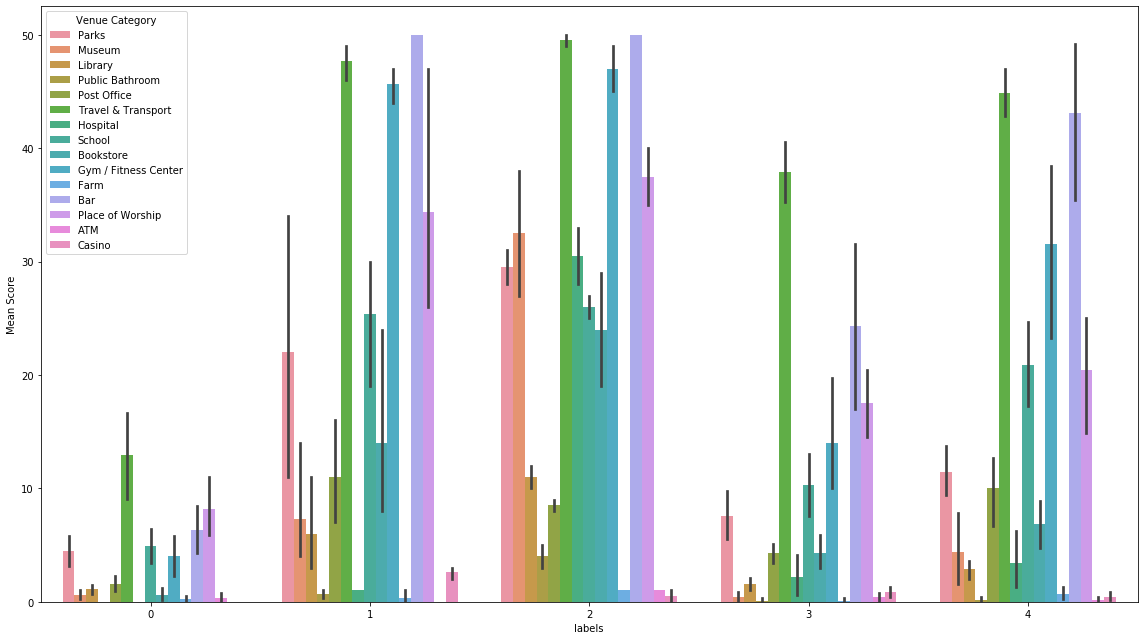 Venue Category
Parks
Museum
Library
Public Bathroom
Post Office
Travel & Transport
Hospital
School
Bookstore
Gym / Fitness Center
Farm
Bar
Place of Worship
ATM
Casino
50
40
30
20
10
0
Mean Score
0 1 2 3 4
labels